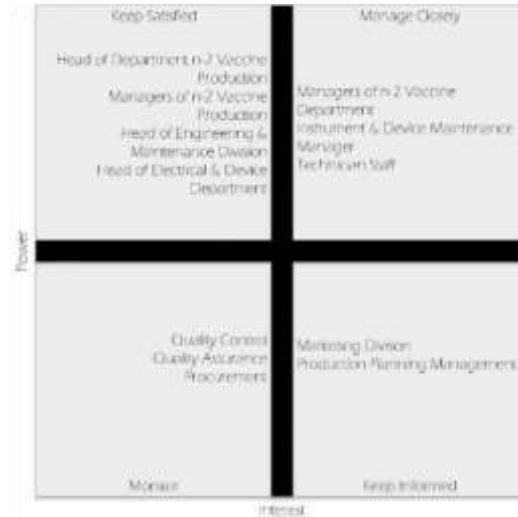 Keep Satisfied
Head of Department n-2 Vaccine
Production
Managers of n-2 Vaccine
Production
Head of Engineering &
Maintenance Division
Head of Electrical & Device
Department
Manage Closely
Managers of n-2 Vaccine
Department
Instrument & Device Maintenance
Manager
Technician Staff
Power
Quality Control
Quality Assurance
Procurement
Monitor
Marketing Division
Production Planning Management
Keep Informed
Interest